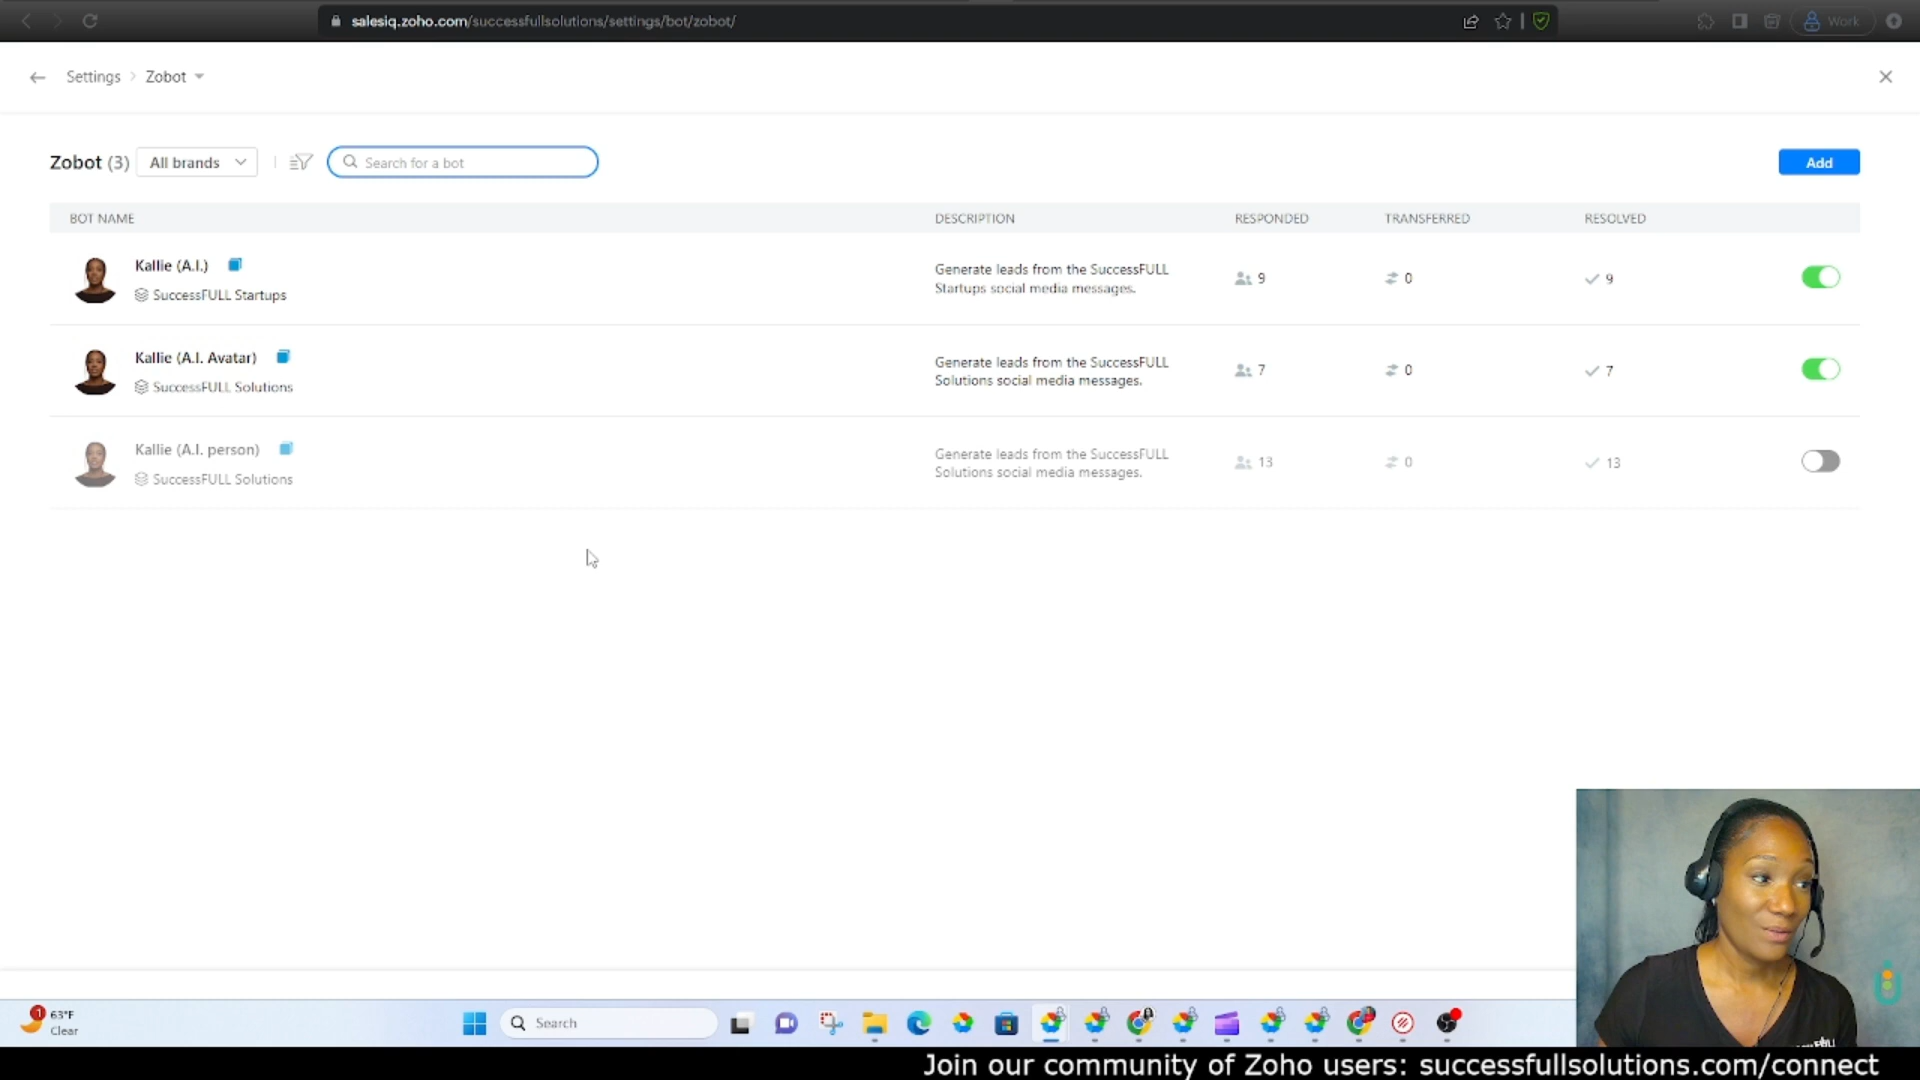 salesiq.zoho.com/successfullsolutions/settings/bot/zobot/
Work
Settings > Zobot
Zobot (3)
All brands
Search for a bot
Add
BOT NAME
DESCRIPTION
RESPONDED
TRANSFERRED
RESOLVED
Kallie (A.I.)
SuccessFULL Startups
Generate leads from the SuccessFULL
Startups social media messages.
9
0
9
Kallie (A.I. Avatar)
SuccessFULL Solutions
Generate leads from the SuccessFULL
Solutions social media messages.
7
0
7
Kallie (A.I. person)
SuccessFULL Solutions
Generate leads from the SuccessFULL
Solutions social media messages.
13
0
13
1
63°F
Clear
Search
Join our community of Zoho users: successfullsolutions.com/connect